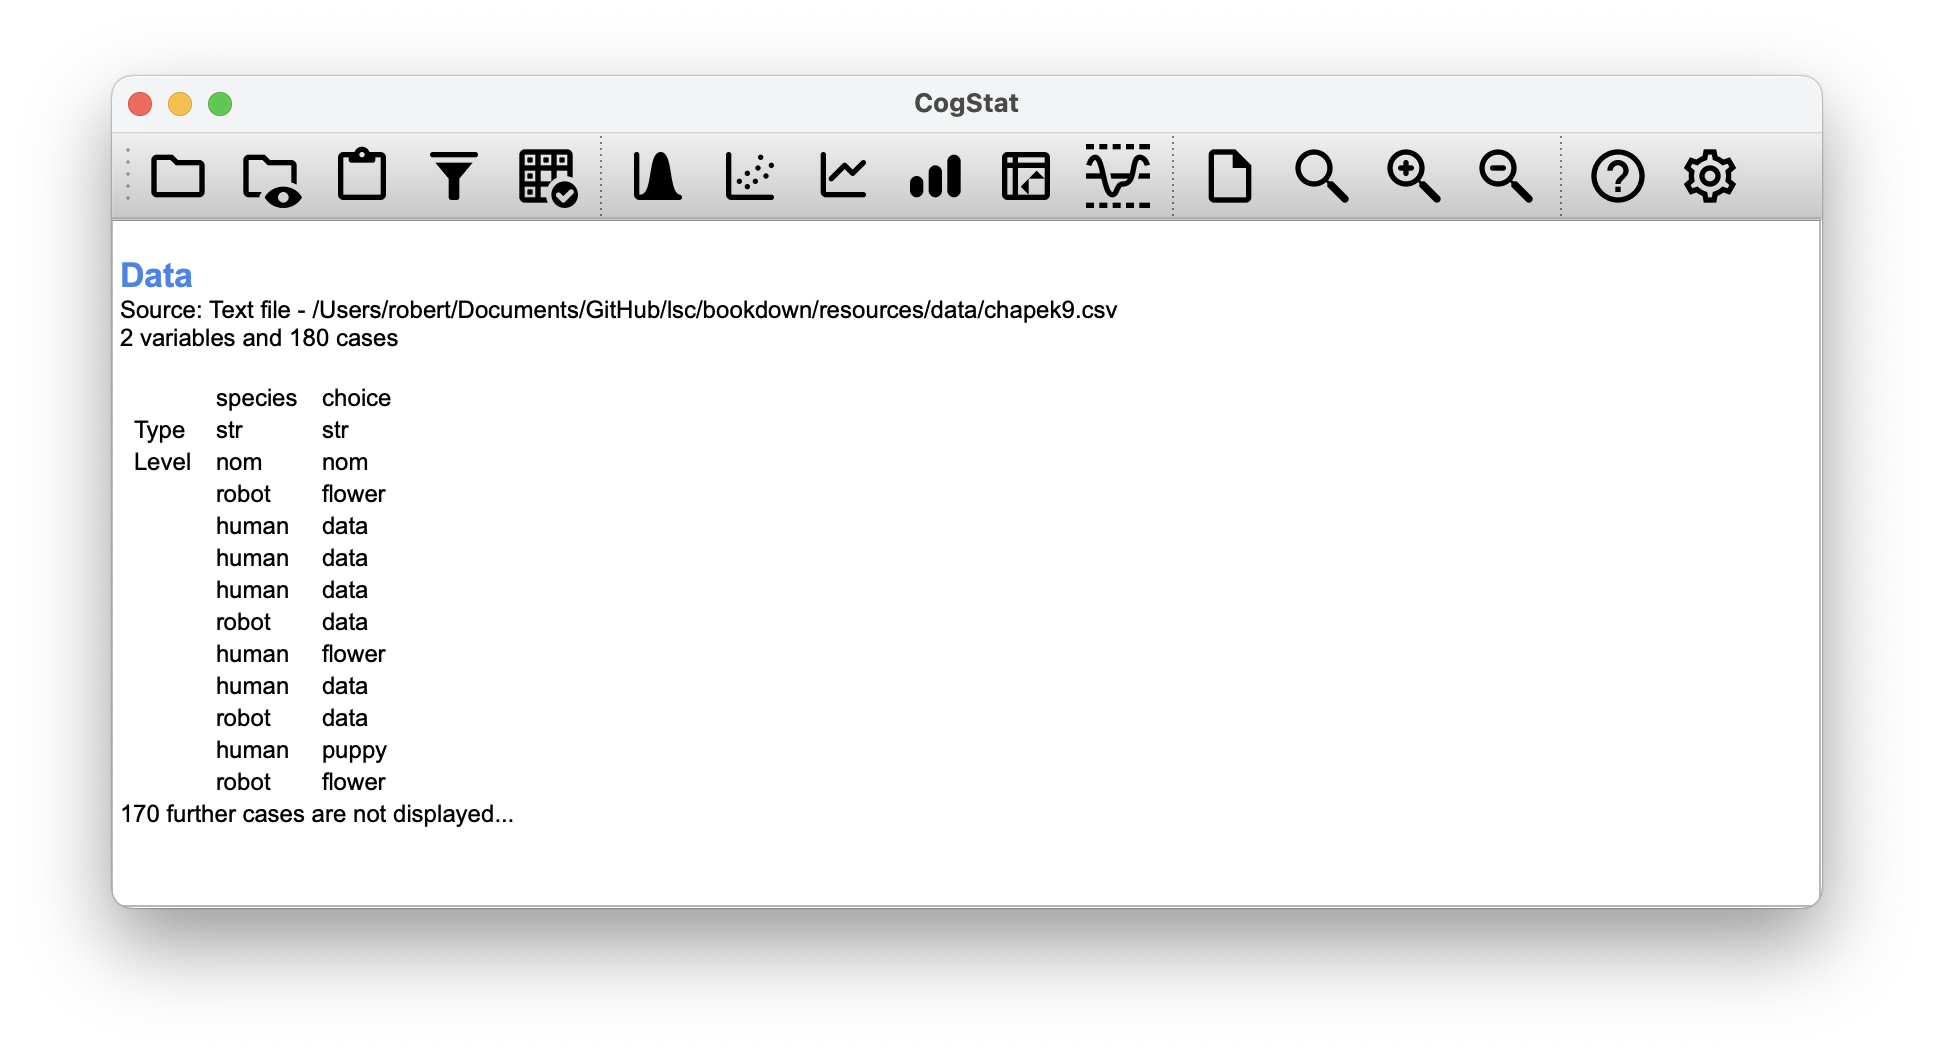 CogStat
Data
Source: Text file - /Users/robert/Documents/GitHub/lsc/bookdown/resources/data/chapek9.csv
2 variables and 180 cases
species choice
Type str str
Level nom nom
robot flower
human data
human data
human data
robot data
human flower
human data
robot data
human puppy
robot flower
170 further cases are not displayed...